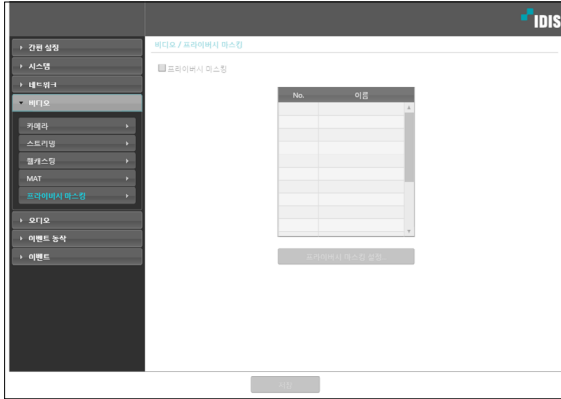 IDIS
간편 설정
시스템
네트워크
비디오
카메라
스트리밍
웹캐스팅
MAT
프라이버시 마스킹
오디오
이벤트 동작
이벤트
비디오 / 프라이버시 마스킹
프라이버시 마스킹
No. 이름
프라이버시 마스킹 설정
저장